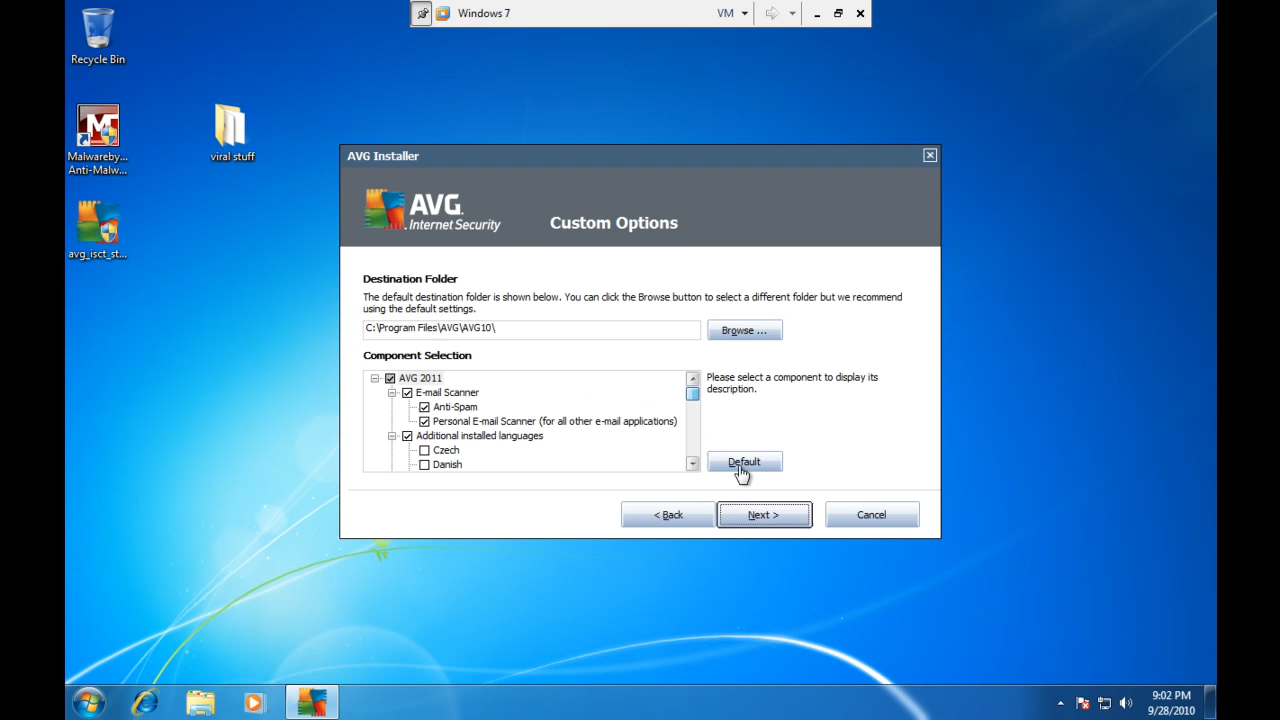 Windows 7
VM
Recycle Bin
Malwareby...
Anti-Malw...
viral stuff
avg_isct_st...
AVG Installer
AVG.
Internet Security
Custom Options
Destination Folder
The default destination folder is shown below. You can click the Browse button to select a different folder but we recommend
using the default settings.
C:\Program Files\AVG\AVG10\
Browse ...
Component Selection
AVG 2011
E-mail Scanner
Anti-Spam
Personal E-mail Scanner (for all other e-mail applications)
Additional installed languages
Czech
Danish
Please select a component to display its
description.
Default
< Back
Next >
Cancel
9:02 PM
9/28/2010